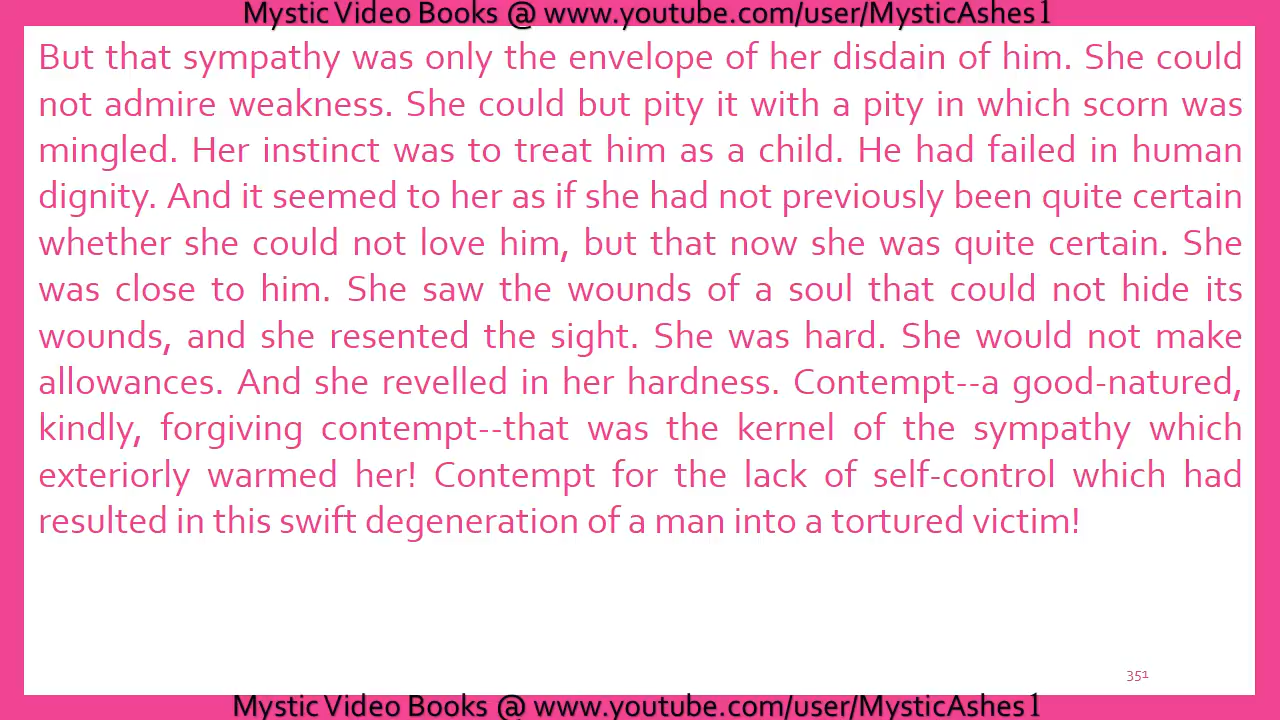 Mystic Video Books @ www.youtube.com/user/MysticAshes1
But that sympathy was only the envelope of her disdain of him. She could
not admire weakness. She could but pity it with a pity in which scorn was
mingled. Her instinct was to treat him as a child. He had failed in human
dignity. And it seemed to her as if she had not previously been quite certain
whether she could not love him, but that now she was quite certain. She
was close to him. She saw the wounds of a soul that could not hide its
wounds, and she resented the sight. She was hard. She would not make
allowances. And she revelled in her hardness. Contempt--a good-natured,
kindly, forgiving contempt--that was the kernel of the sympathy which
exteriorly warmed her! Contempt for the lack of self-control which had
resulted in this swift degeneration of a man into a tortured victim!
351
Mystic Video Books @ www.youtube.com/user/MysticAshes1